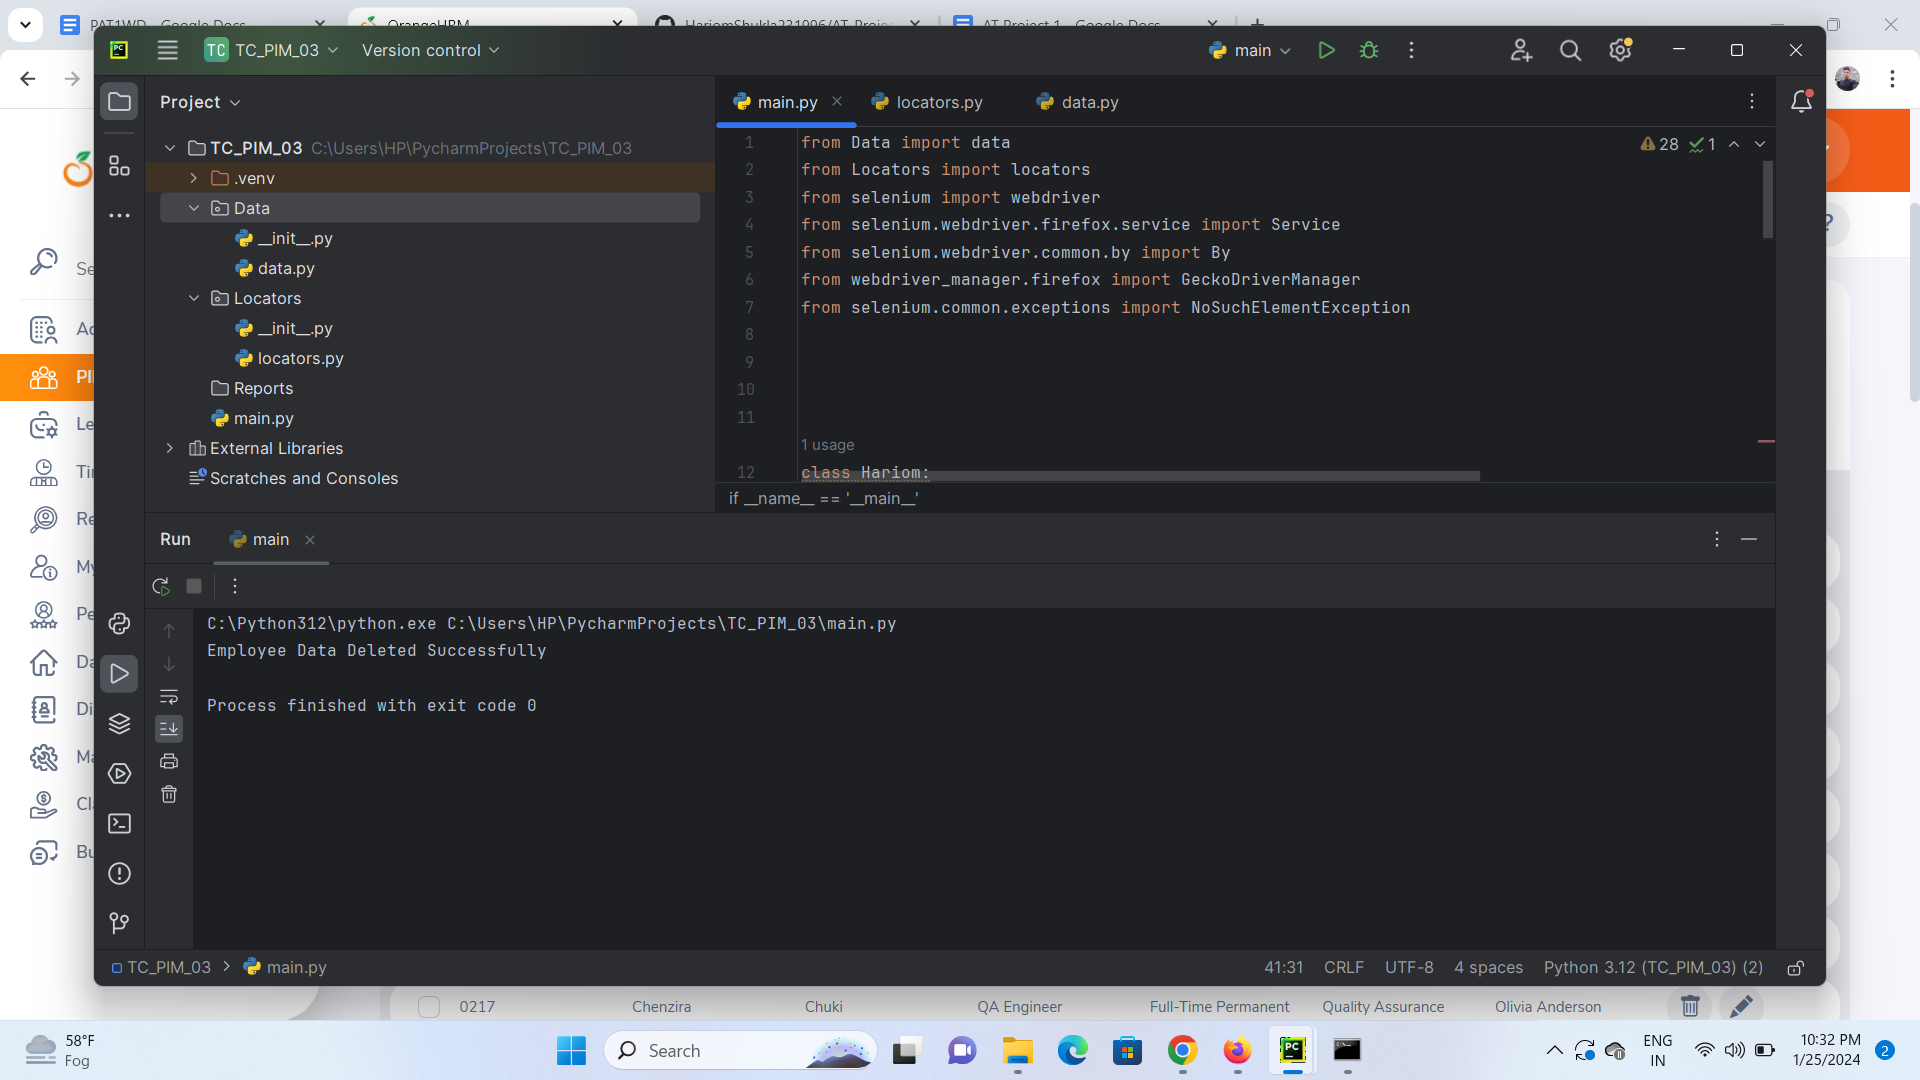 PAT1WD - Google Docs
OrangeHRM
HariomShukla231996/AT-Proje
AT Project 1 - Google Docs
PC
TC TC_PIM_03
Version control
main
Project
main.py
locators.py
data.py
TC_PIM_03 C:\Users\HP\PycharmProjects\TC_PIM_03
.venv
Data
__init__.py
data.py
Locators
__init__.py
locators.py
Reports
main.py
External Libraries
Scratches and Consoles
28 1
1 from Data import data
2 from Locators import locators
3 from selenium import webdriver
4 from selenium.webdriver.firefox.service import Service
5 from selenium.webdriver.common.by import By
6 from webdriver_manager.firefox import GeckoDriverManager
7 from selenium.common.exceptions import NoSuchElementException
8
9
10
11
1 usage
12 class Hariom:
if __name__ == '__main__'
Se
Ad
PI
Le
Ti
Re
My
Pe
Da
Di
Ma
Cl
Bu
?
Run main
C:\Python312\python.exe C:\Users\HP\PycharmProjects\TC_PIM_03\main.py
Employee Data Deleted Successfully
Process finished with exit code 0
TC_PIM_03 > main.py
41:31 CRLF UTF-8 4 spaces Python 3.12 (TC_PIM_03) (2)
0217 Chenzira Chuki QA Engineer Full-Time Permanent Quality Assurance Olivia Anderson
58°F
Fog
Search
PC
ENG
IN
10:32 PM
1/25/2024
2